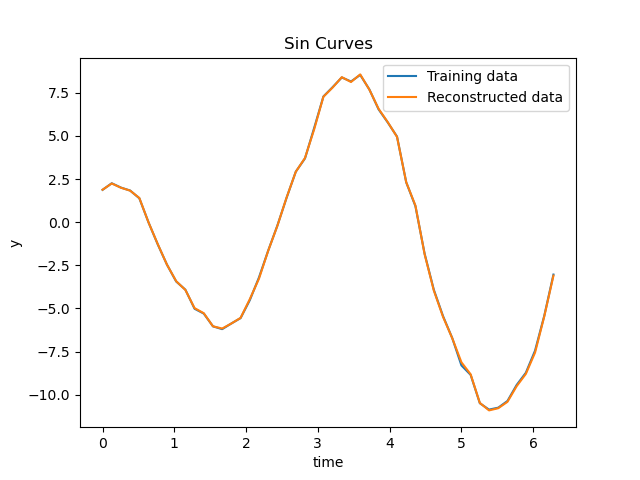 Sin Curves
Training data
Reconstructed data
7.5
5.0
2.5
0.0
−2.5
−5.0
−7.5
−10.0
y
0 1 2 3 4 5 6
time